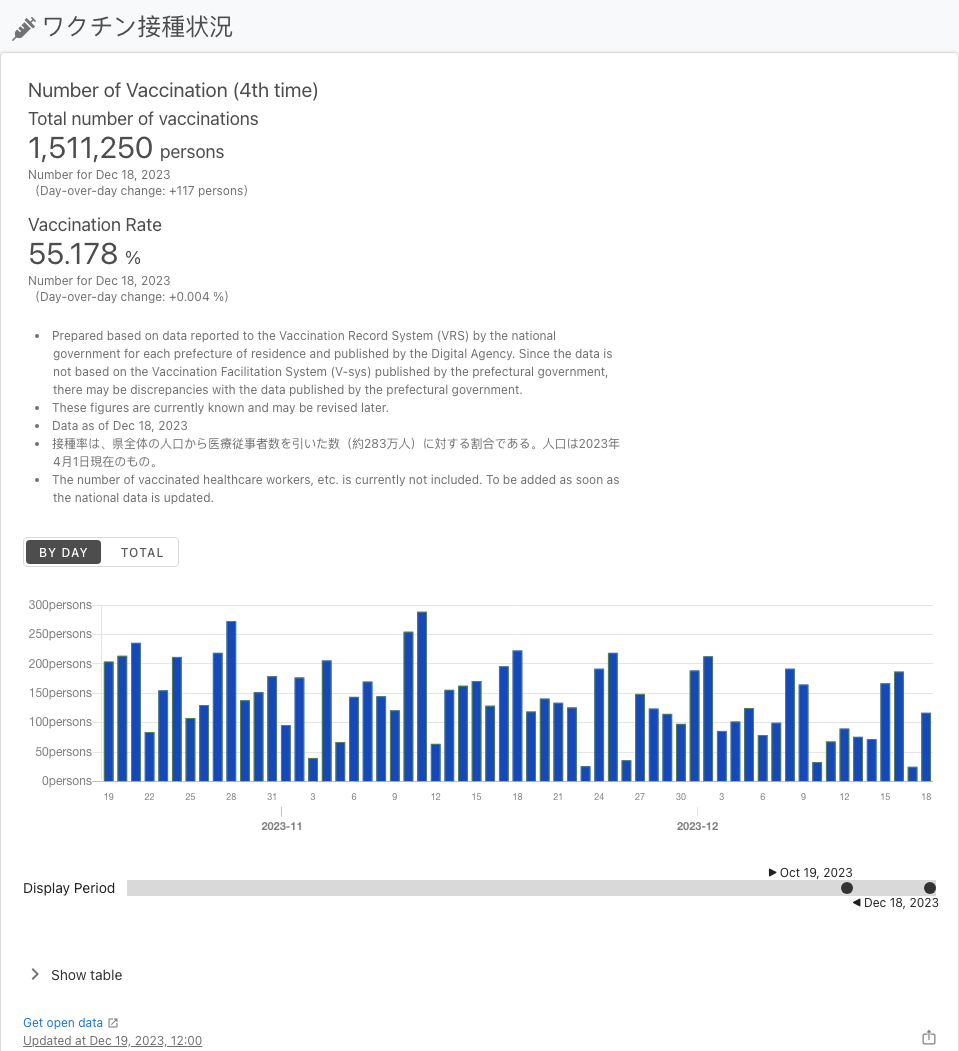 ワクチン接種状況
Number of Vaccination (4th time)
Total number of vaccinations
1,511,250 persons
Number for Dec 18, 2023
(Day-over-day change: +117 persons)
Vaccination Rate
55.178 %
Number for Dec 18, 2023
(Day-over-day change: +0.004 %)
• Prepared based on data reported to the Vaccination Record System (VRS) by the national
government for each prefecture of residence and published by the Digital Agency. Since the data is
not based on the Vaccination Facilitation System (V-sys) published by the prefectural government,
there may be discrepancies with the data published by the prefectural government.
• These figures are currently known and may be revised later.
• Data as of Dec 18, 2023
• 接種率は、県全体の人口から医療従事者数を引いた数（約283万人）に対する割合である。人口は2023年
4月1日現在のもの。
• The number of vaccinated healthcare workers, etc. is currently not included. To be added as soon as
the national data is updated.
BY DAY TOTAL
300persons
250persons
200persons
150persons
100persons
50persons
0persons
19 22 25 28 31 3 6 9 12 15 18 21 24 27 30 3 6 9 12 15 18
2023-11 2023-12
Oct 19, 2023
Display Period
Dec 18, 2023
Show table
Get open data
Updated at Dec 19, 2023, 12:00